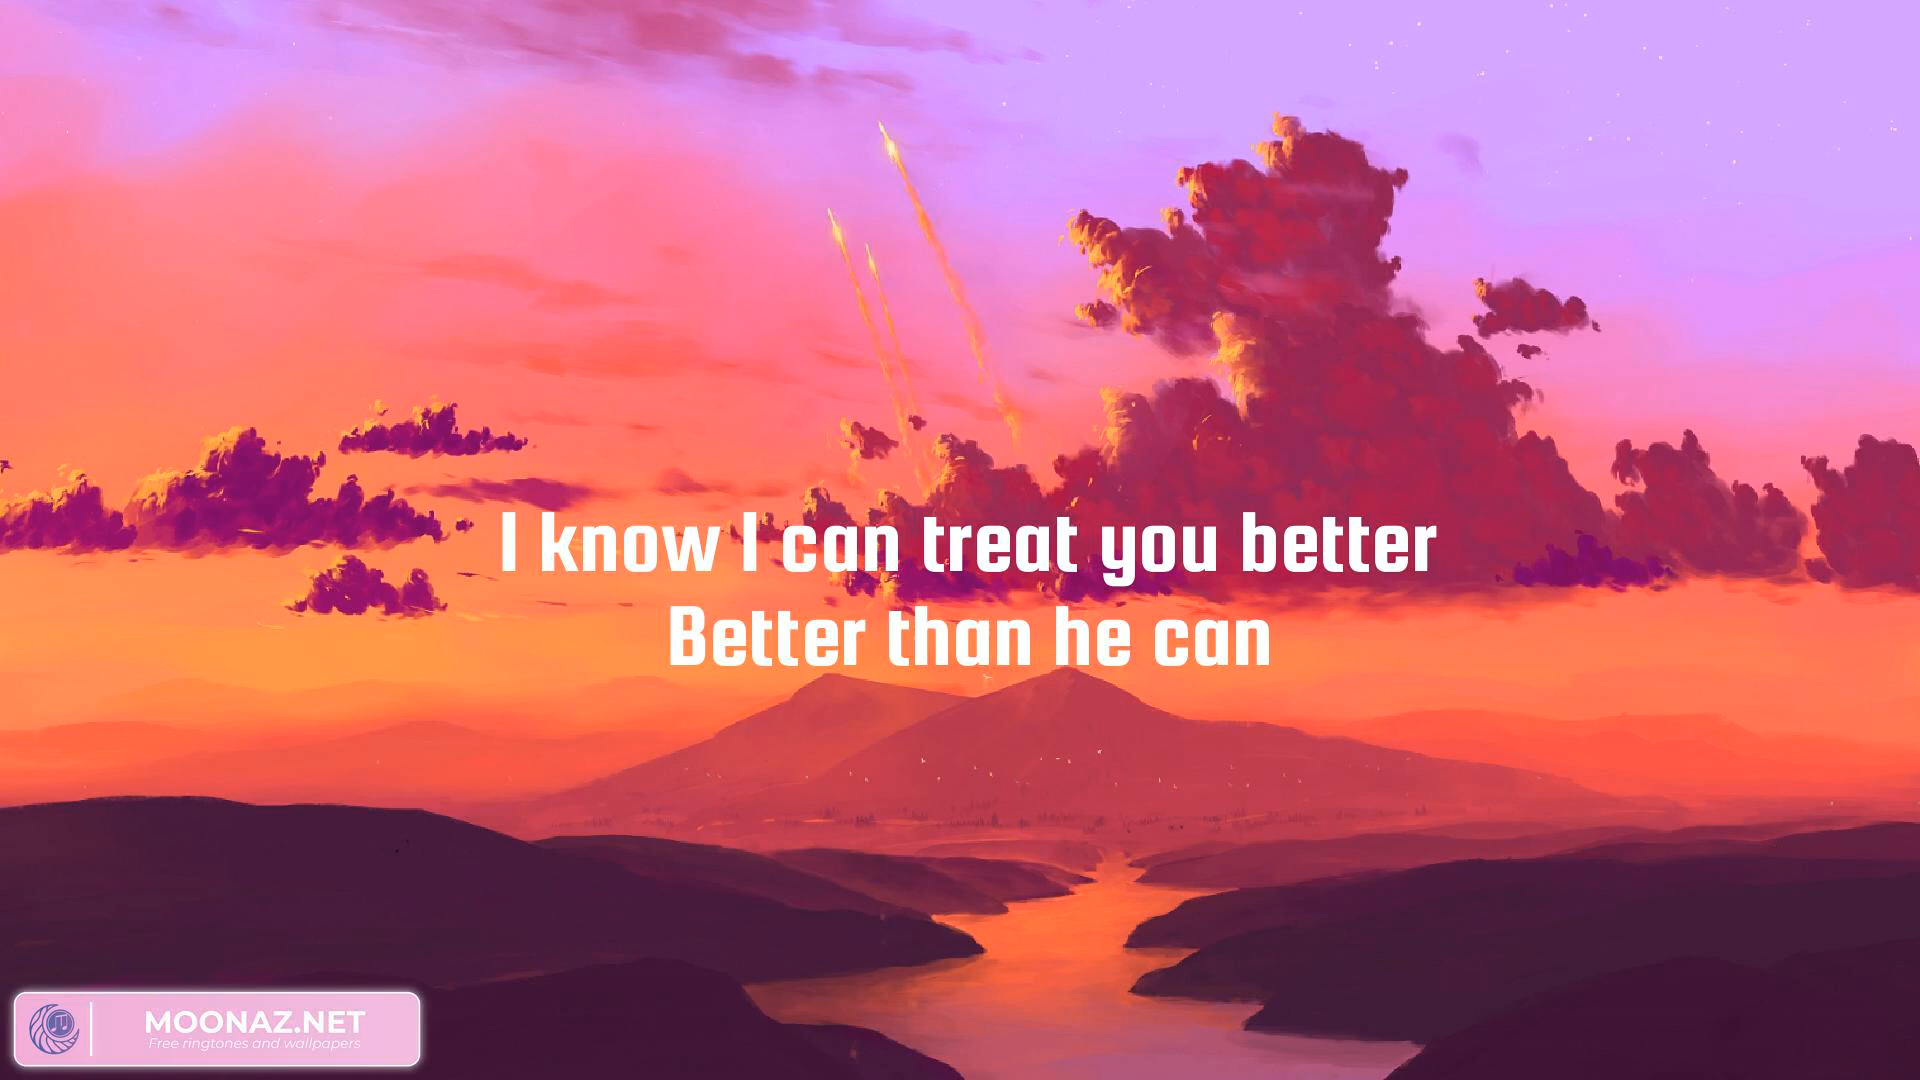 I know I can treat you better
Better than he can
MOONAZ.NET
Free ringtones and wallpapers